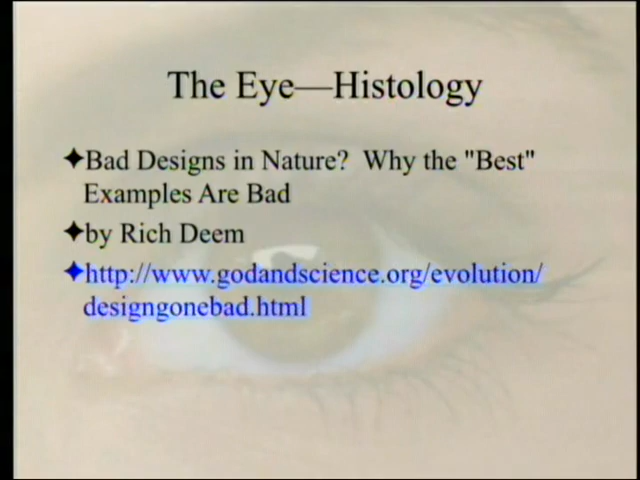 The Eye—Histology
✦Bad Designs in Nature? Why the "Best"
Examples Are Bad
✦by Rich Deem
✦http://www.godandscience.org/evolution/
designgonebad.html